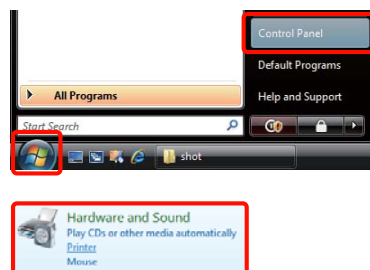 Control Panel
Default Programs
All Programs
Help and Support
Start Search
shot
Hardware and Sound
Play CDs or other media automatically
Printer
Mouse